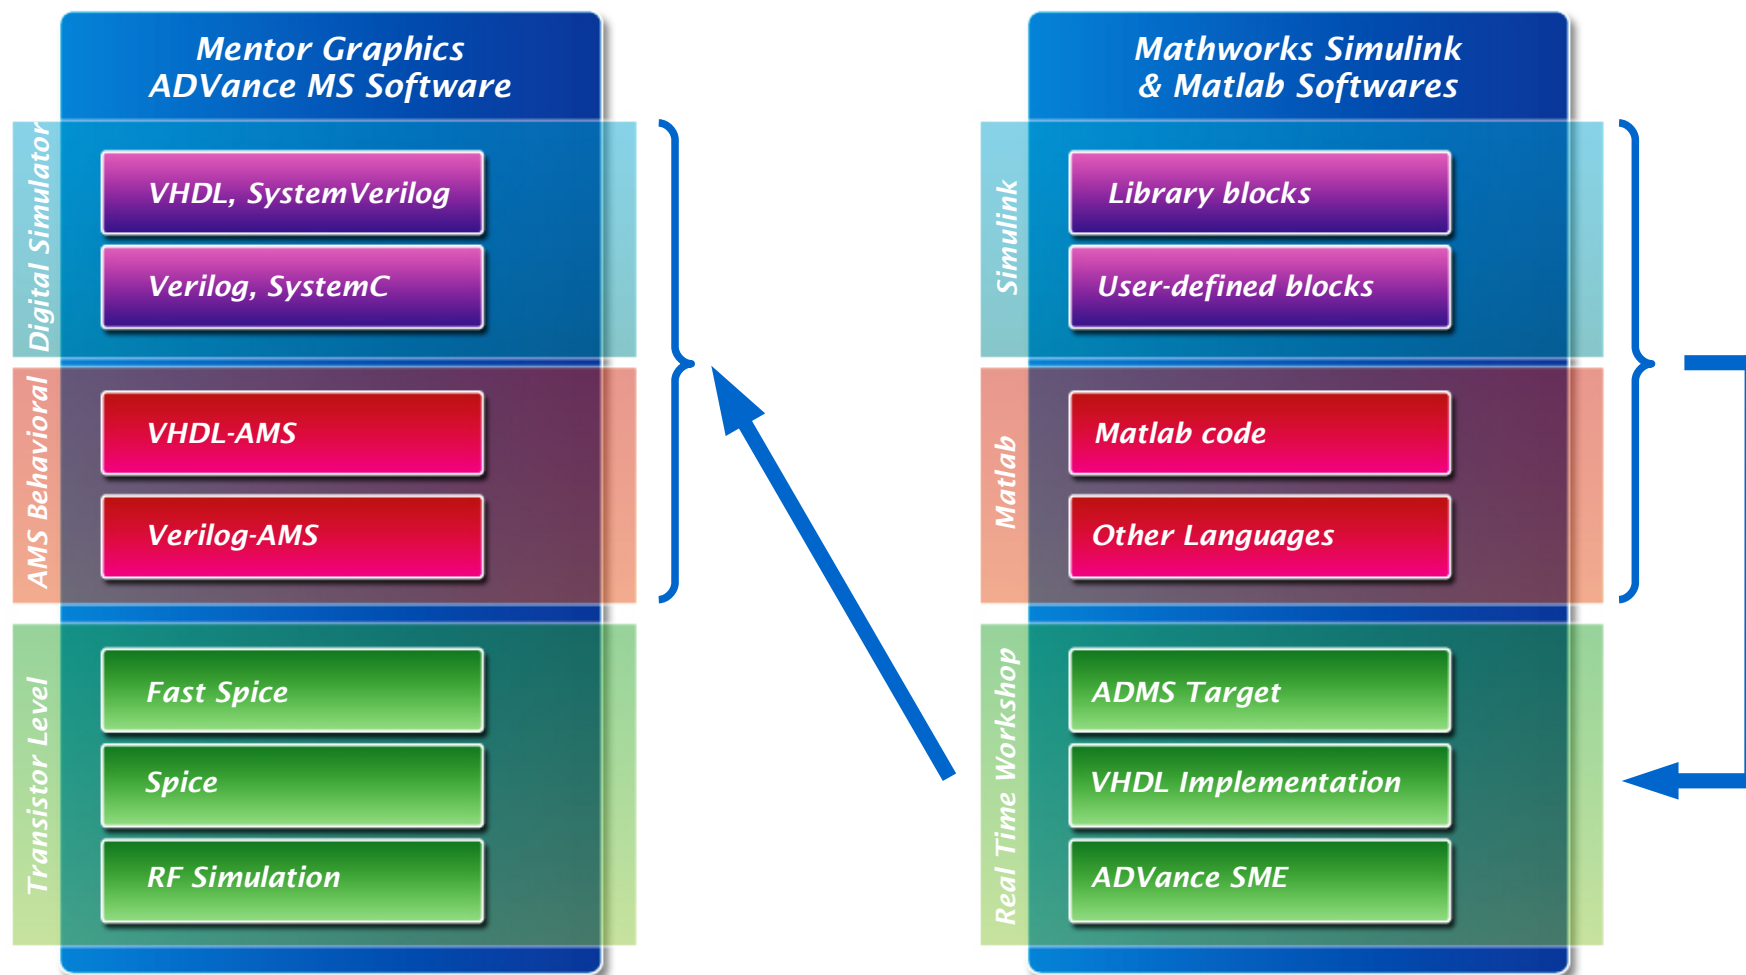 Mentor Graphics
ADVance MS Software
Digital Simulator
VHDL, SystemVerilog
Verilog, SystemC
AMS Behavioral
VHDL-AMS
Verilog-AMS
Transistor Level
Fast Spice
Spice
RF Simulation
Mathworks Simulink
& Matlab Softwares
Simulink
Library blocks
User-defined blocks
Matlab
Matlab code
Other Languages
Real Time Workshop
ADMS Target
VHDL Implementation
ADVance SME